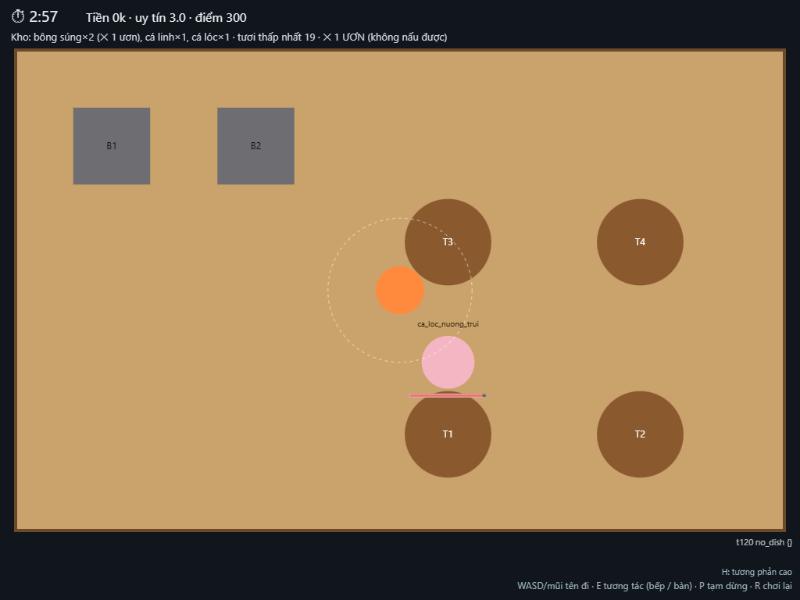 ⏱ 2:57 Tiền 0k · uy tín 3.0 · điểm 300
Kho: bông súng×2 (✕ 1 ươn), cá linh×1, cá lóc×1 · tươi thấp nhất 19 · ✕ 1 ƯƠN (không nấu được)
B1 B2
T3 T4
ca_loc_nuong_trui
T1 T2
t120 no_dish {}
H: tương phản cao
WASD/mũi tên đi · E tương tác (bếp / bàn) · P tạm dừng · R chơi lại